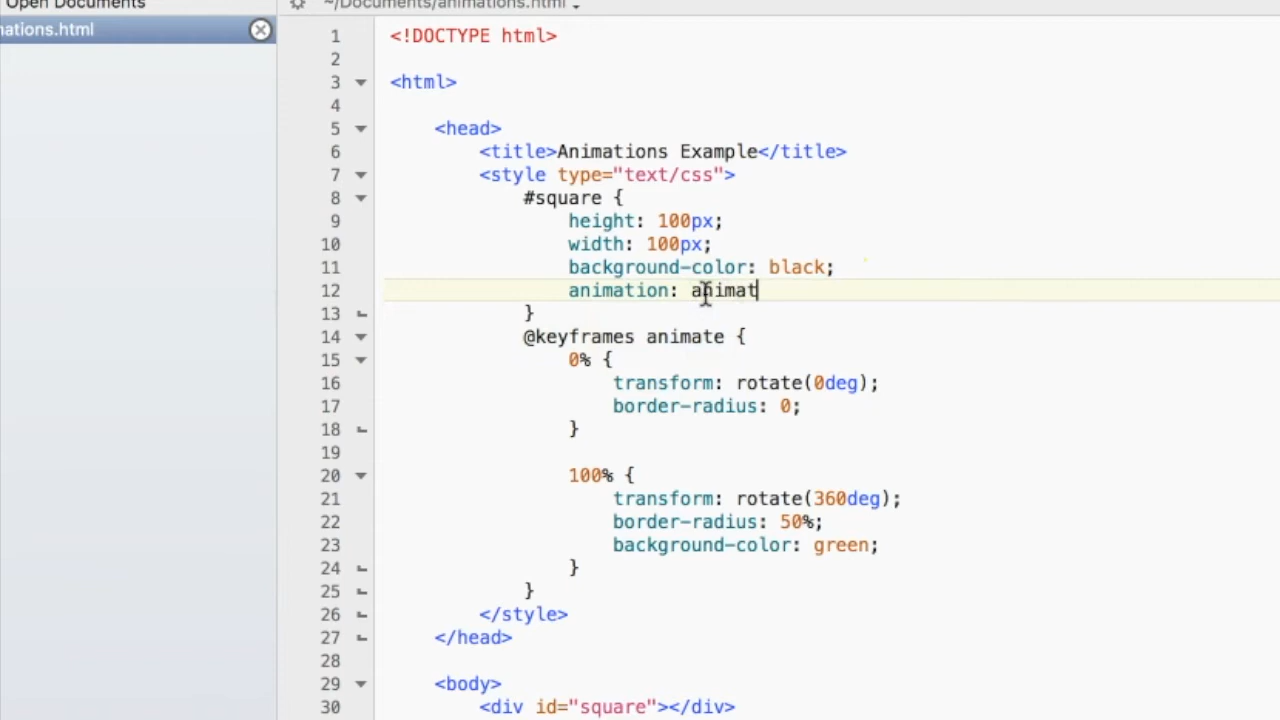 Open Documents
~/Documents/animations.html
ations.html
1 <!DOCTYPE html>
2
3 <html>
4
5 <head>
6 <title>Animations Example</title>
7 <style type="text/css">
8 #square {
9 height: 100px;
10 width: 100px;
11 background-color: black;
12 animation: animat
13 }
14 @keyframes animate {
15 0% {
16 transform: rotate(0deg);
17 border-radius: 0;
18 }
19
20 100% {
21 transform: rotate(360deg);
22 border-radius: 50%;
23 background-color: green;
24 }
25 }
26 </style>
27 </head>
28
29 <body>
30 <div id="square"></div>